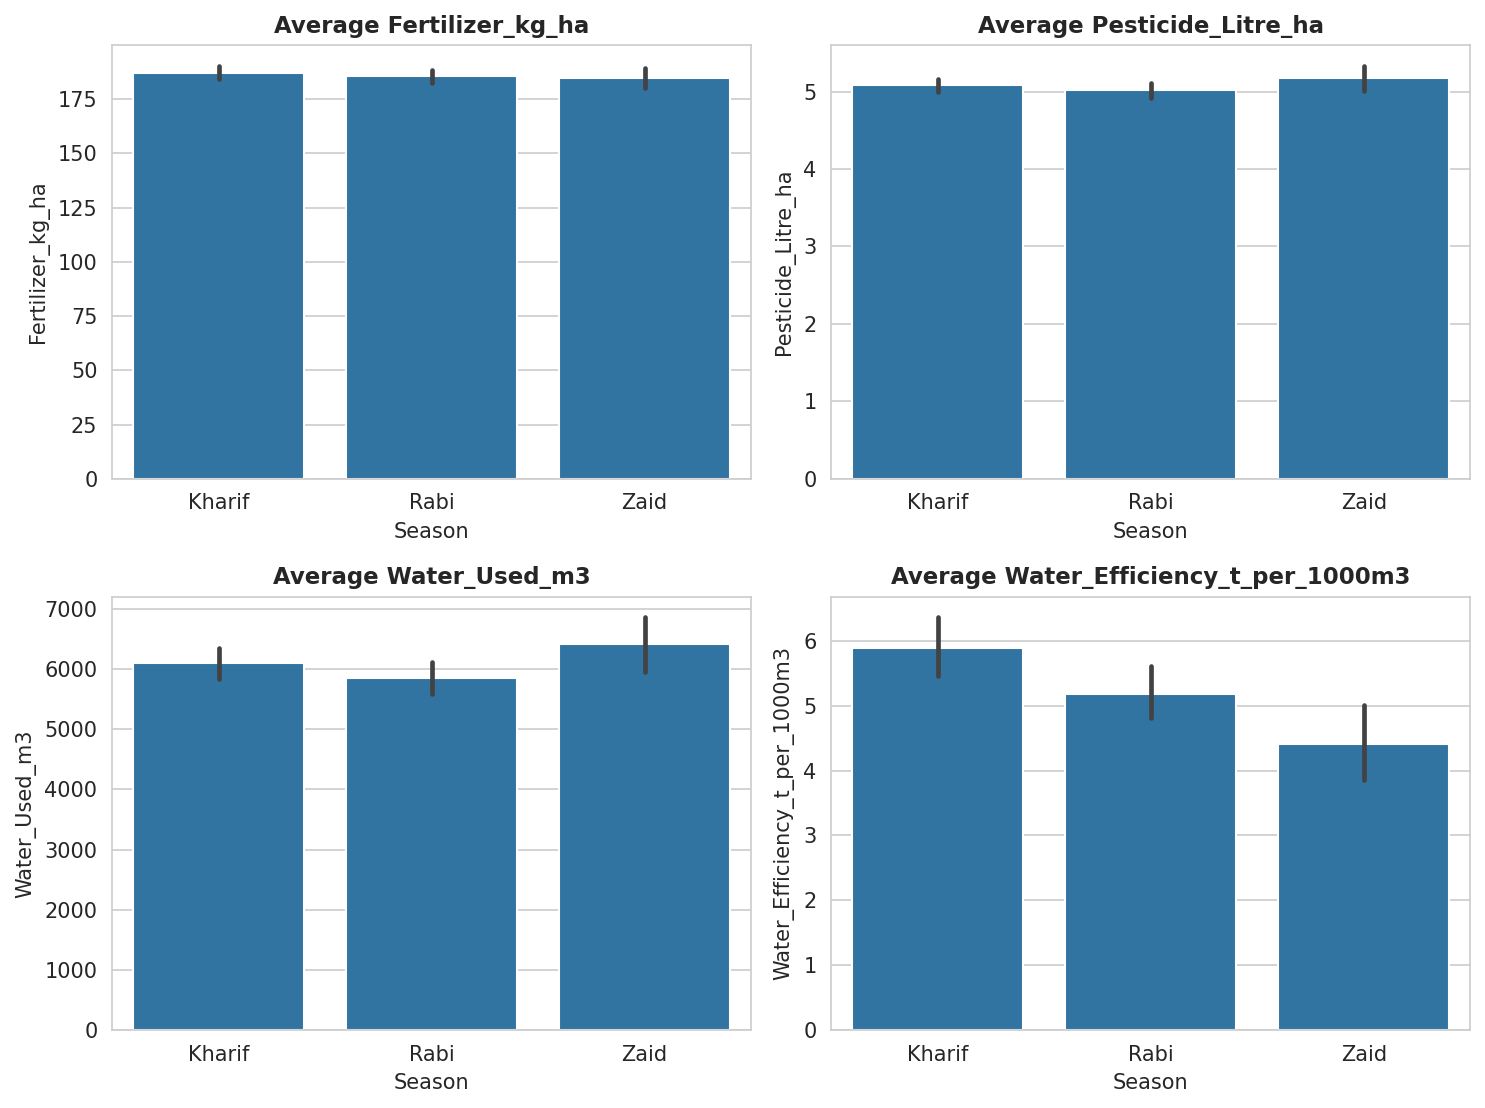 Average Fertilizer_kg_ha
Fertilizer_kg_ha
175
150
125
100
75
50
25
0
Kharif Rabi Zaid
Season
Average Pesticide_Litre_ha
Pesticide_Litre_ha
5
4
3
2
1
0
Kharif Rabi Zaid
Season
Average Water_Used_m3
Water_Used_m3
7000
6000
5000
4000
3000
2000
1000
0
Kharif Rabi Zaid
Season
Average Water_Efficiency_t_per_1000m3
Water_Efficiency_t_per_1000m3
6
5
4
3
2
1
0
Kharif Rabi Zaid
Season